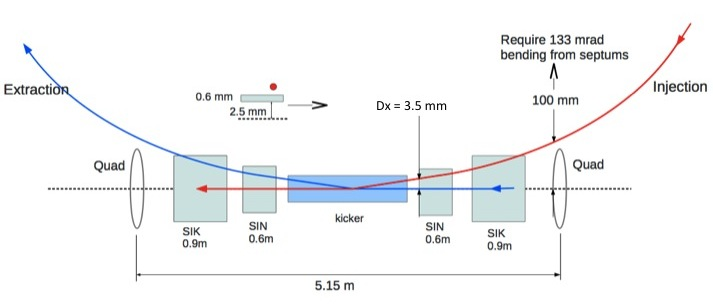 Require 133 mrad
bending from septums
Extraction
Injection
0.6 mm
2.5 mm
Dx = 3.5 mm
100 mm
Quad
Quad
kicker
SIK
0.9m
SIN
0.6m
SIN
0.6m
SIK
0.9m
5.15 m